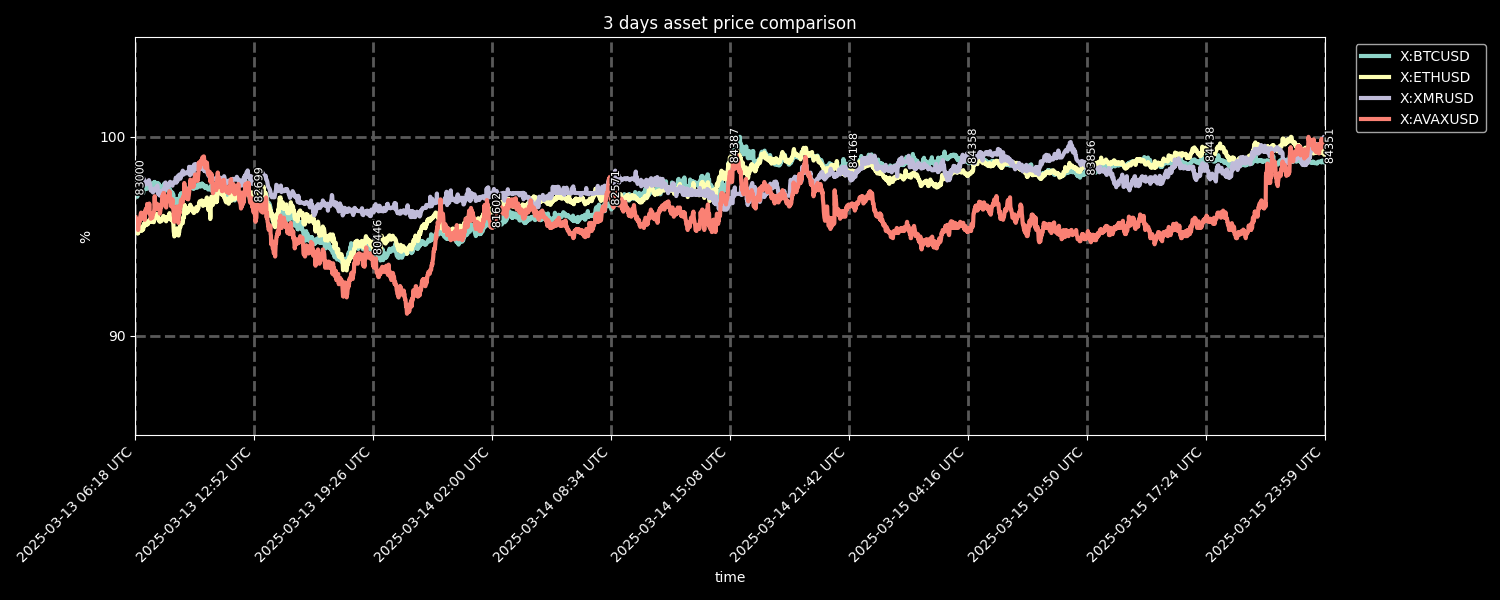 3 days asset price comparison
X:BTCUSD
X:ETHUSD
X:XMRUSD
X:AVAXUSD
100
90
%
83000
82699
80446
81602
82571
84387
84168
84358
83856
84438
84351
2025-03-13 06:18 UTC
2025-03-13 12:52 UTC
2025-03-13 19:26 UTC
2025-03-14 02:00 UTC
2025-03-14 08:34 UTC
2025-03-14 15:08 UTC
2025-03-14 21:42 UTC
2025-03-15 04:16 UTC
2025-03-15 10:50 UTC
2025-03-15 17:24 UTC
2025-03-15 23:59 UTC
time